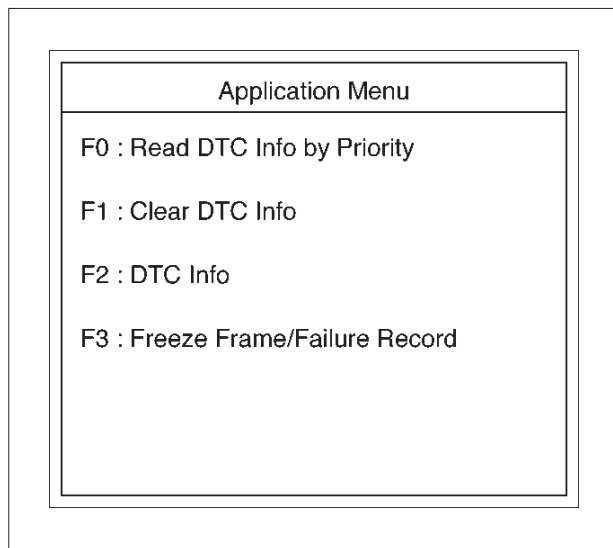 Application Menu
F0 : Read DTC Info by Priority
F1 : Clear DTC Info
F2 : DTC Info
F3 : Freeze Frame/Failure Record